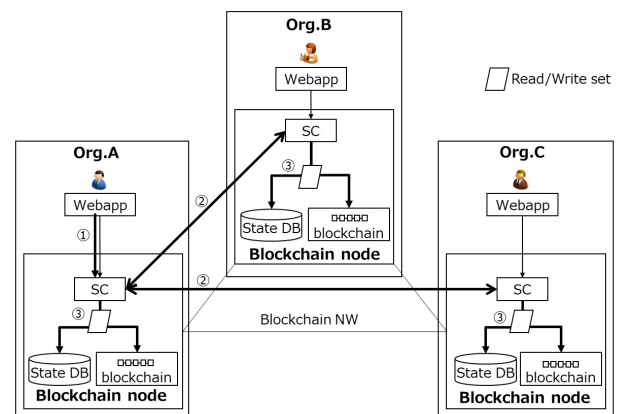 Org.B
Webapp
Read/Write set
SC
③
State DB
blockchain
Blockchain node
Org.A
Webapp
①
②
SC
③
State DB
blockchain
Blockchain node
②
Blockchain NW
Org.C
Webapp
SC
③
State DB
blockchain
Blockchain node